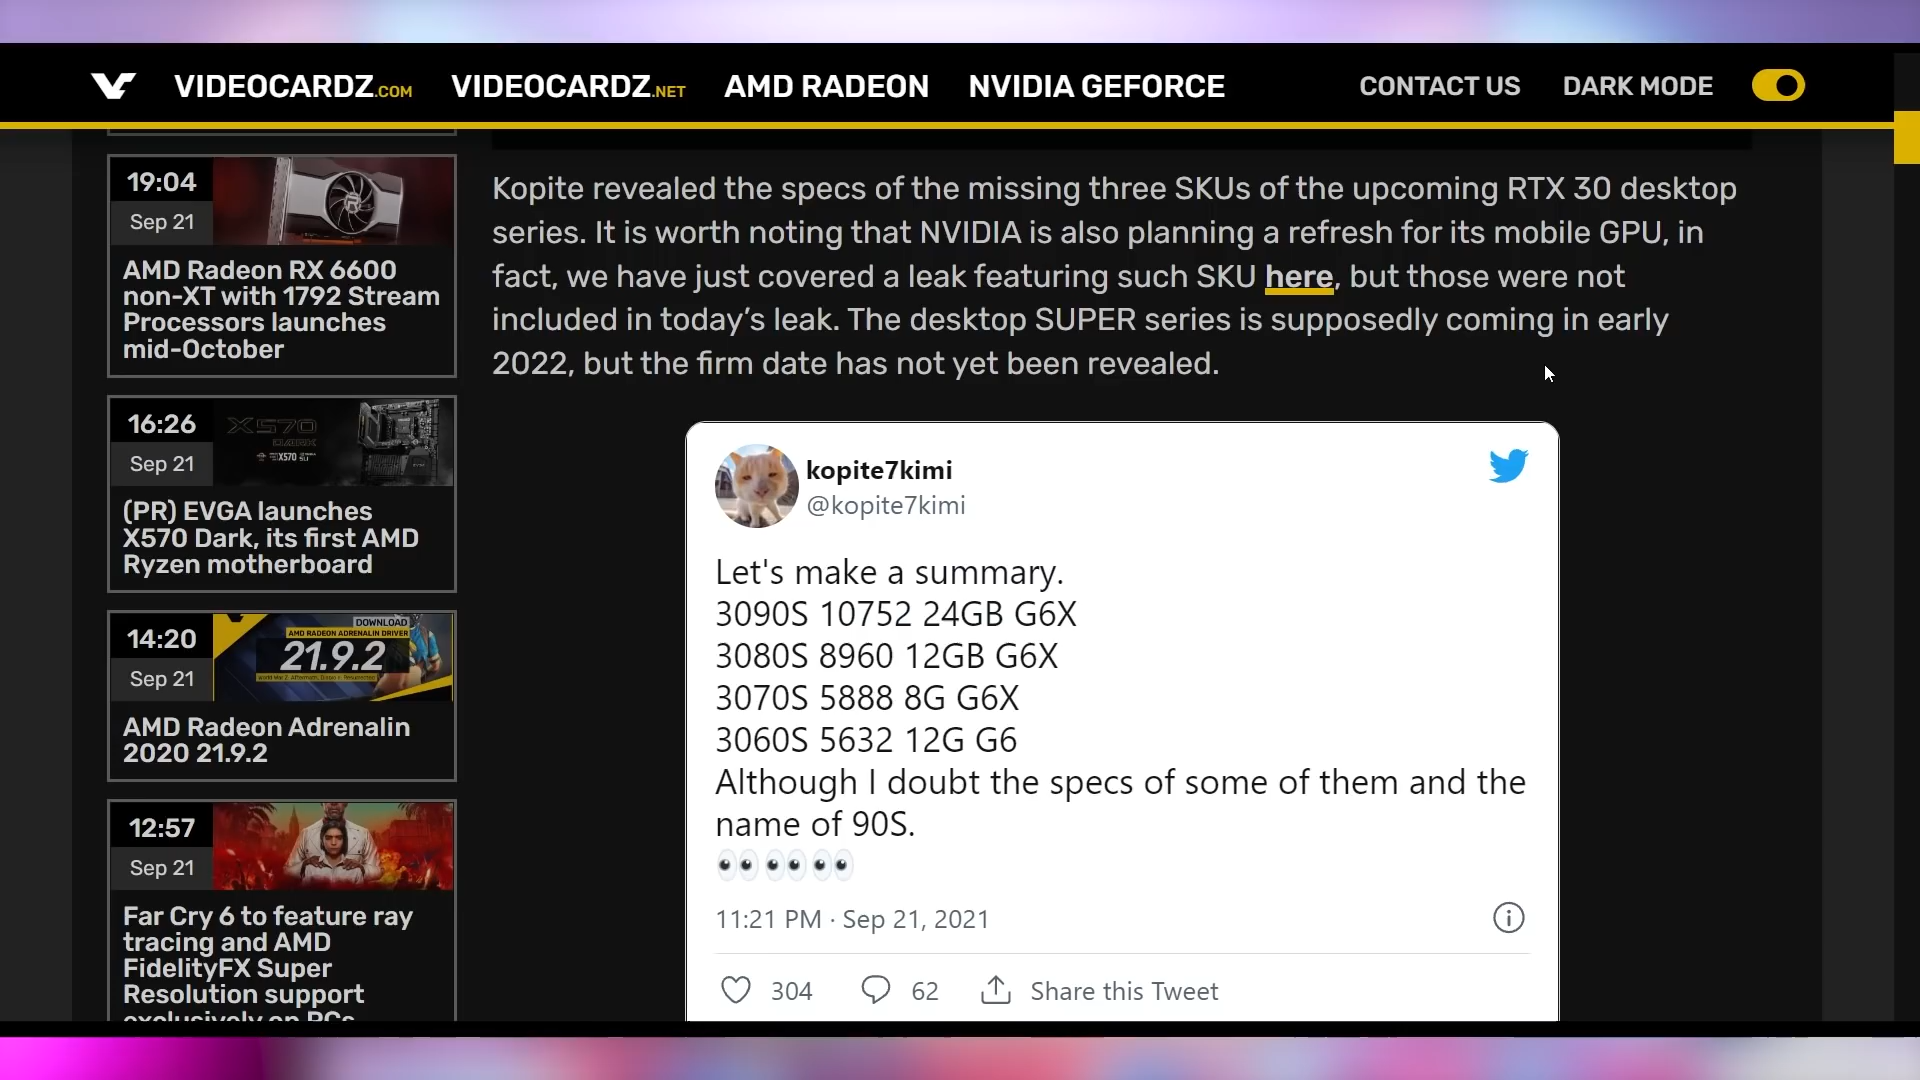 VIDEOCARDZ.COM
VIDEOCARDZ.NET
AMD RADEON
NVIDIA GEFORCE
CONTACT US
DARK MODE
19:04
Sep 21
AMD Radeon RX 6600
non-XT with 1792 Stream
Processors launches
mid-October
16:26
Sep 21
X570
DARK
(PR) EVGA launches
X570 Dark, its first AMD
Ryzen motherboard
14:20
Sep 21
DOWNLOAD
AMD RADEON ADRENALIN DRIVER
21.9.2
AMD Radeon Adrenalin
2020 21.9.2
12:57
Sep 21
Far Cry 6 to feature ray
tracing and AMD
FidelityFX Super
Resolution support
exclusively on PCs
Kopite revealed the specs of the missing three SKUs of the upcoming RTX 30 desktop
series. It is worth noting that NVIDIA is also planning a refresh for its mobile GPU, in
fact, we have just covered a leak featuring such SKU here, but those were not
included in today’s leak. The desktop SUPER series is supposedly coming in early
2022, but the firm date has not yet been revealed.
kopite7kimi
@kopite7kimi
Let's make a summary.
3090S 10752 24GB G6X
3080S 8960 12GB G6X
3070S 5888 8G G6X
3060S 5632 12G G6
Although I doubt the specs of some of them and the
name of 90S.
11:21 PM · Sep 21, 2021
304
62
Share this Tweet